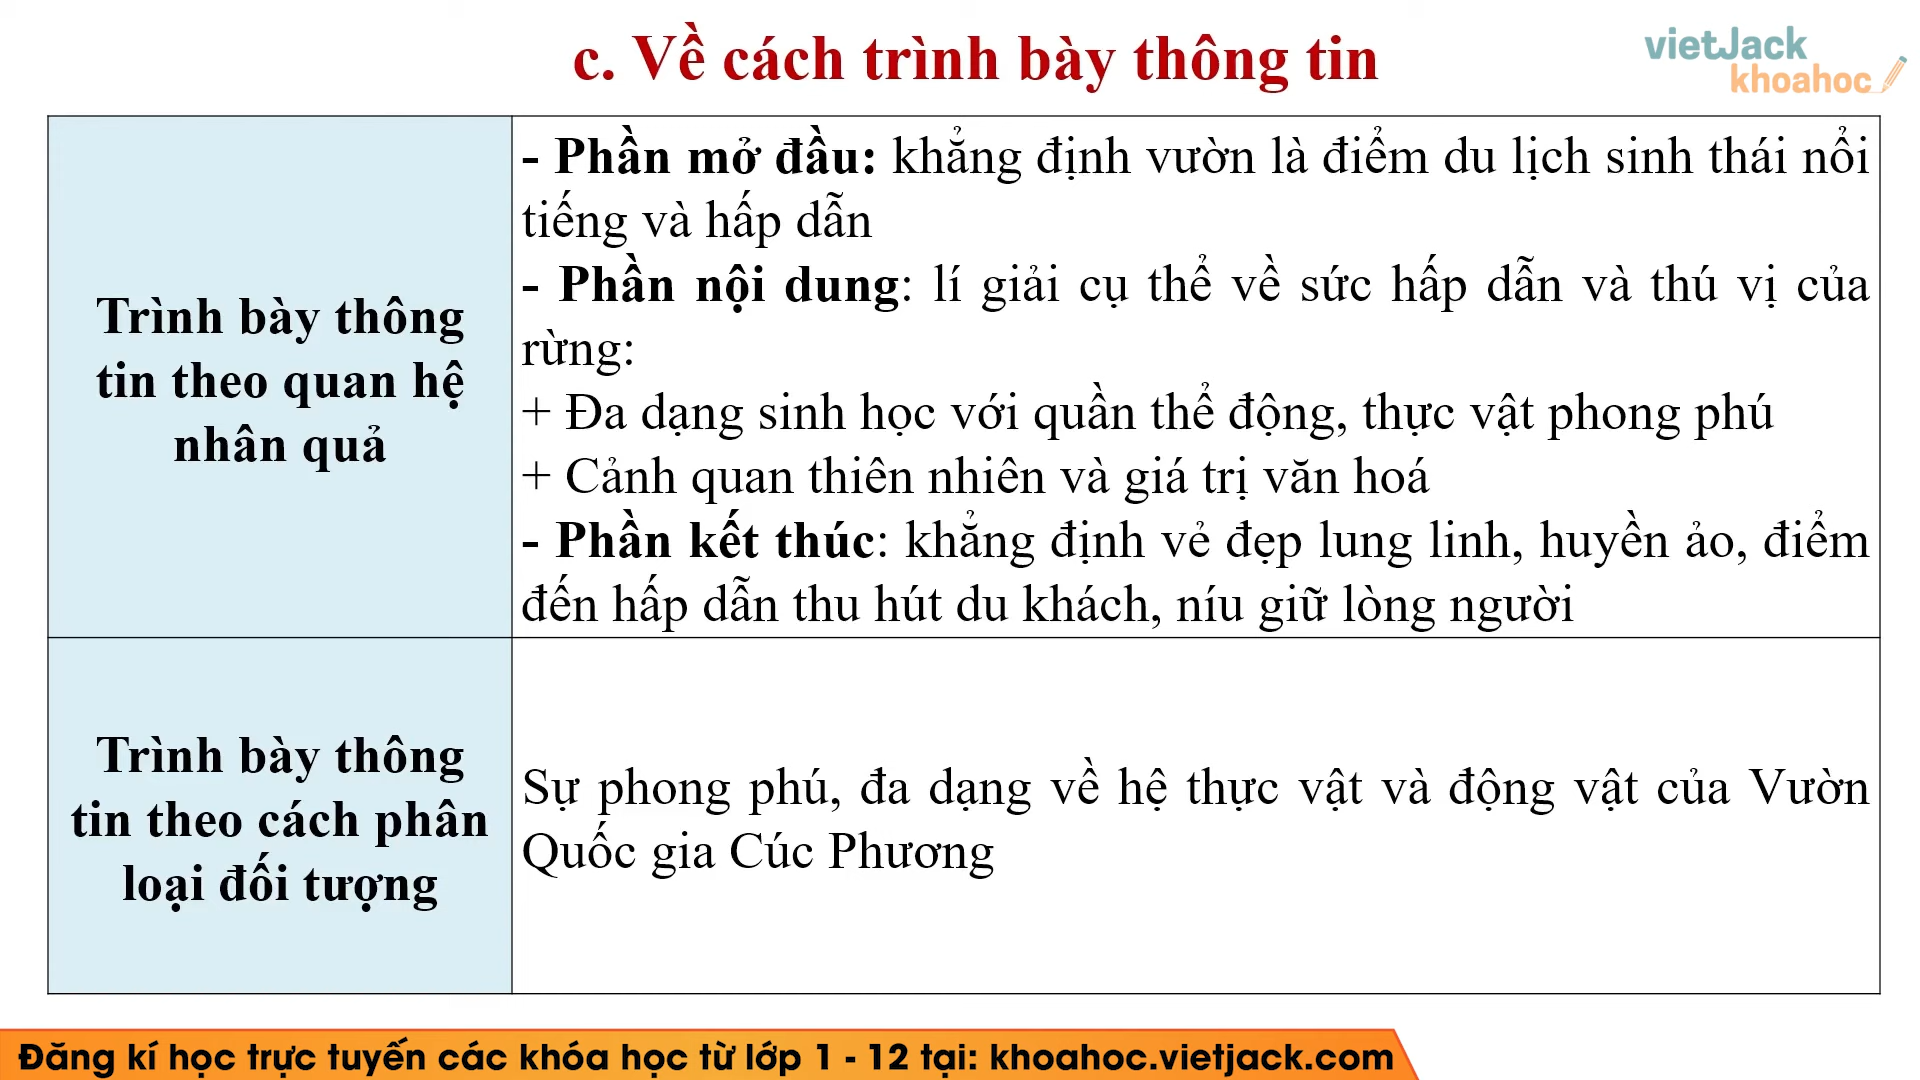 c. Về cách trình bày thông tin
vietJack
khoahoc
Trình bày thông
tin theo quan hệ
nhân quả
- Phần mở đầu: khẳng định vườn là điểm du lịch sinh thái nổi
tiếng và hấp dẫn
- Phần nội dung: lí giải cụ thể về sức hấp dẫn và thú vị của
rừng:
+ Đa dạng sinh học với quần thể động, thực vật phong phú
+ Cảnh quan thiên nhiên và giá trị văn hoá
- Phần kết thúc: khẳng định vẻ đẹp lung linh, huyền ảo, điểm
đến hấp dẫn thu hút du khách, níu giữ lòng người
Trình bày thông
tin theo cách phân
loại đối tượng
Sự phong phú, đa dạng về hệ thực vật và động vật của Vườn
Quốc gia Cúc Phương
Đăng kí học trực tuyến các khóa học từ lớp 1 - 12 tại: khoahoc.vietjack.com